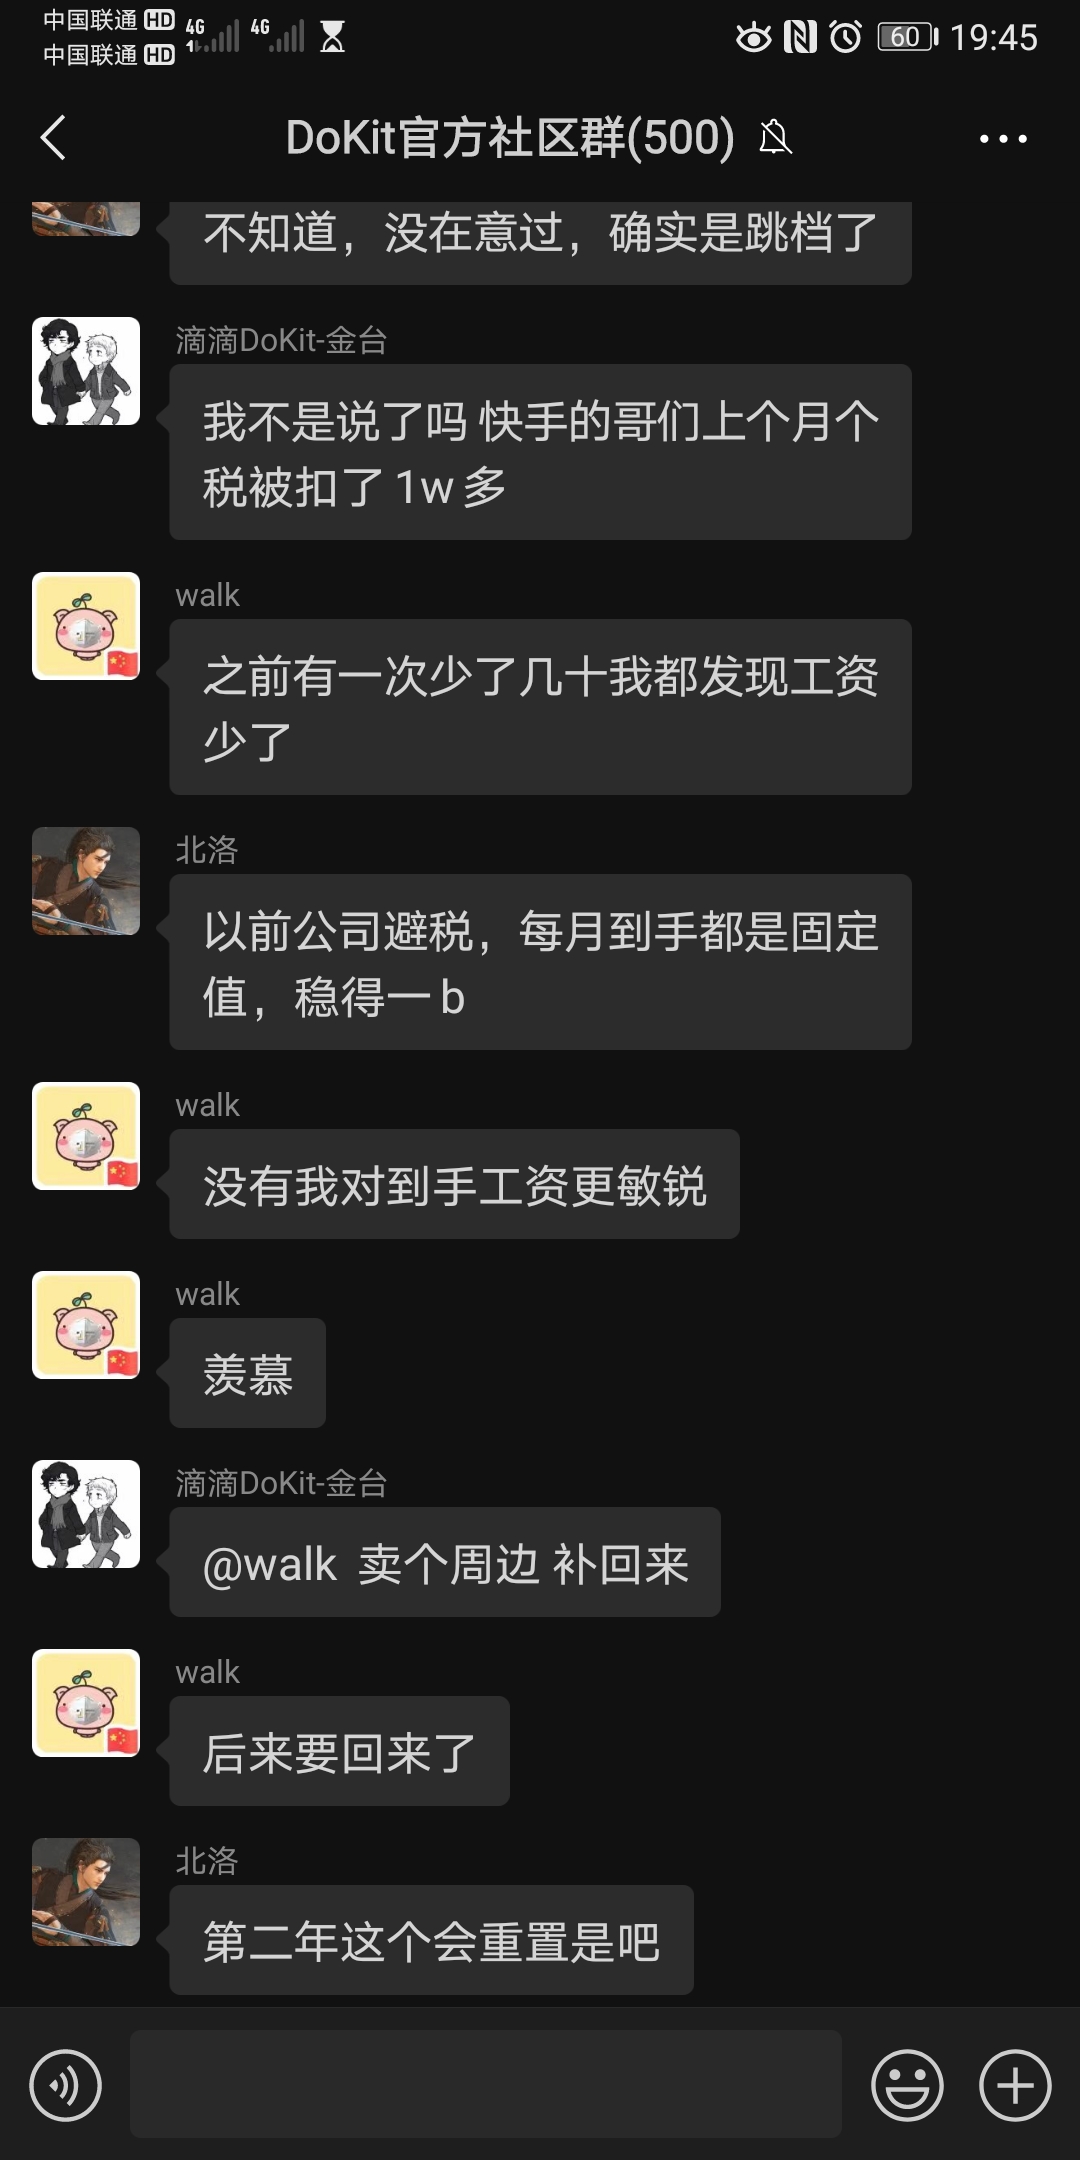 中国联通 HD 4G 4G 60 19:45
中国联通 HD
DoKit官方社区群(500)
不知道，没在意过，确实是跳档了
滴滴DoKit-金台
我不是说了吗 快手的哥们上个月个
税被扣了 1w 多
walk
之前有一次少了几十我都发现工资
少了
北洛
以前公司避税，每月到手都是固定
值，稳得一 b
walk
没有我对到手工资更敏锐
walk
羡慕
滴滴DoKit-金台
@walk 卖个周边 补回来
walk
后来要回来了
北洛
第二年这个会重置是吧